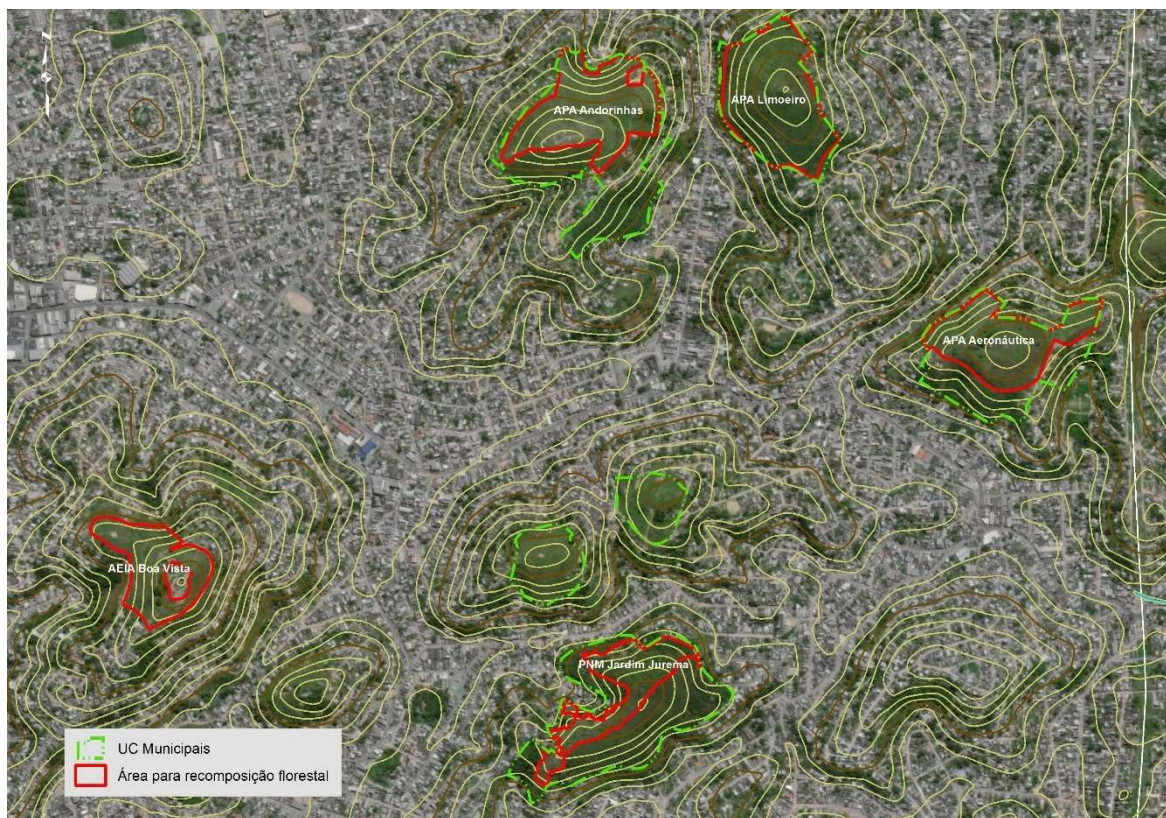 APA Andorinhas
APA Limoeiro
APA Aeronáutica
AEIA Boa Vista
PNM Jardim Jurema
UC Municipais
Área para recomposição florestal